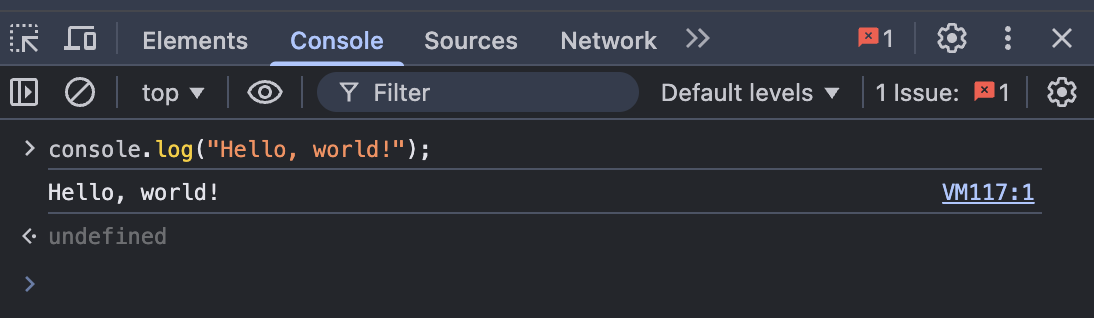 Elements Console Sources Network 1
top Filter Default levels 1 Issue: 1
console.log("Hello, world!");
Hello, world! VM117:1
undefined